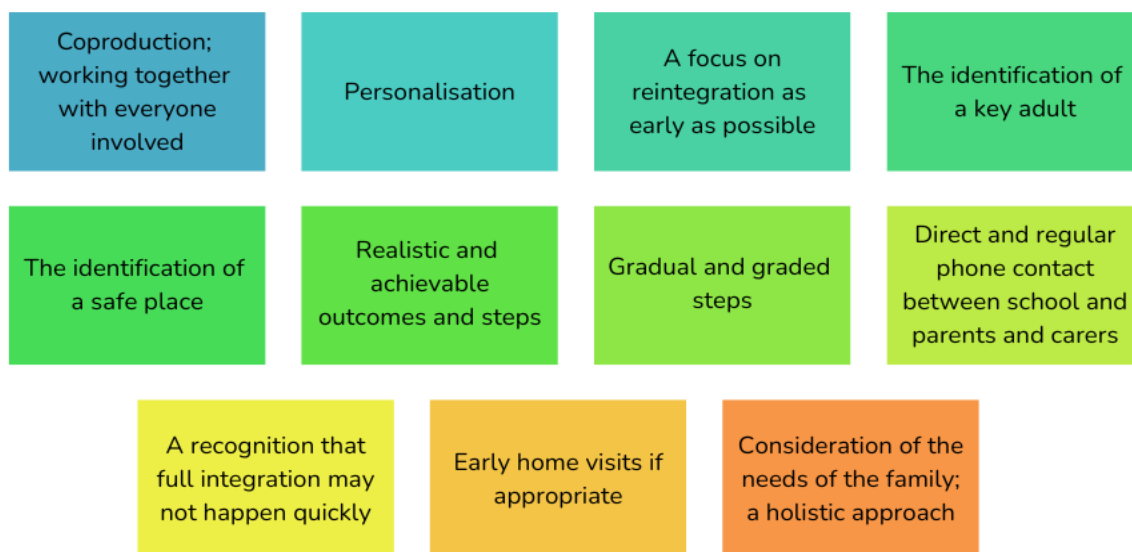 Coproduction;
working together
with everyone
involved
Personalisation
A focus on
reintegration as
early as possible
The identification of
a key adult
The identification of
a safe place
Realistic and
achievable
outcomes and steps
Gradual and graded
steps
Direct and regular
phone contact
between school and
parents and carers
A recognition that
full integration may
not happen quickly
Early home visits if
appropriate
Consideration of the
needs of the family;
a holistic approach